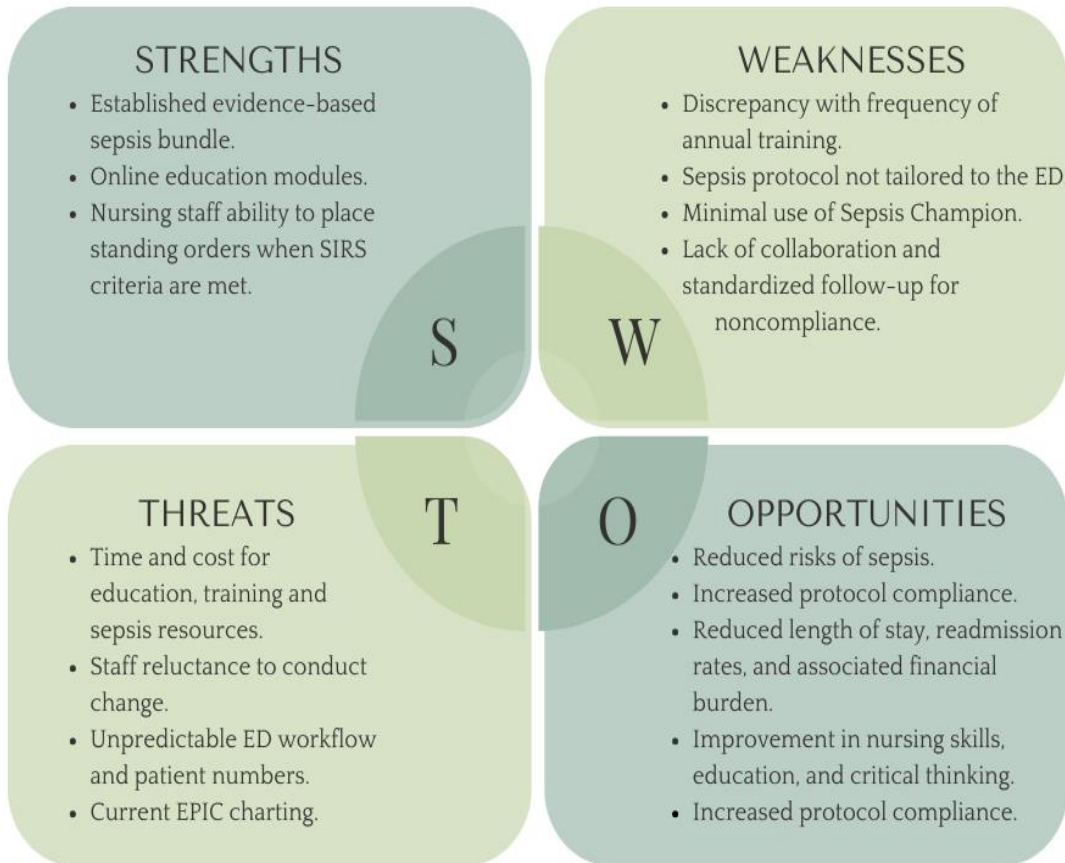 STRENGTHS
• Established evidence-based
sepsis bundle.
• Online education modules.
• Nursing staff ability to place
standing orders when SIRS
criteria are met.
S
WEAKNESSES
• Discrepancy with frequency of
annual training.
• Sepsis protocol not tailored to the ED
• Minimal use of Sepsis Champion.
• Lack of collaboration and
standardized follow-up for
noncompliance.
W
THREATS
• Time and cost for
education, training and
sepsis resources.
• Staff reluctance to conduct
change.
• Unpredictable ED workflow
and patient numbers.
• Current EPIC charting.
T
OPPORTUNITIES
• Reduced risks of sepsis.
• Increased protocol compliance.
• Reduced length of stay, readmission
rates, and associated financial
burden.
• Improvement in nursing skills,
education, and critical thinking.
• Increased protocol compliance.
O